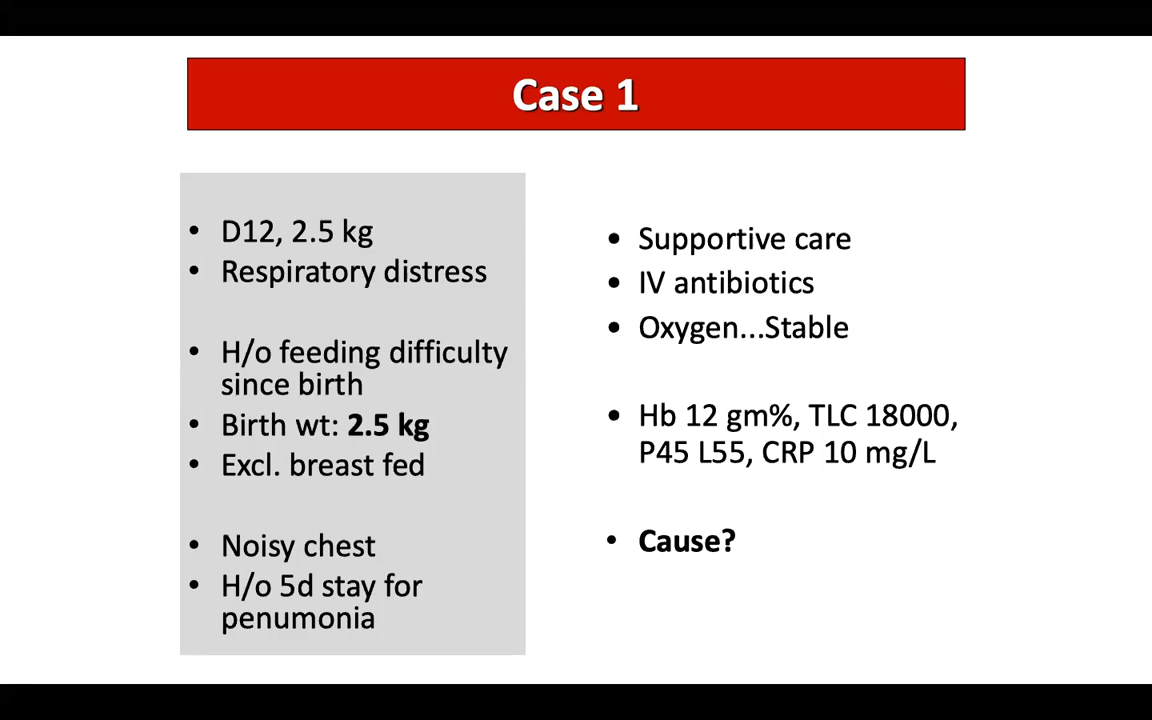 Case 1
• D12, 2.5 kg
• Respiratory distress
• H/o feeding difficulty
since birth
• Birth wt: 2.5 kg
• Excl. breast fed
• Noisy chest
• H/o 5d stay for
penumonia
• Supportive care
• IV antibiotics
• Oxygen...Stable
• Hb 12 gm%, TLC 18000,
P45 L55, CRP 10 mg/L
• Cause?